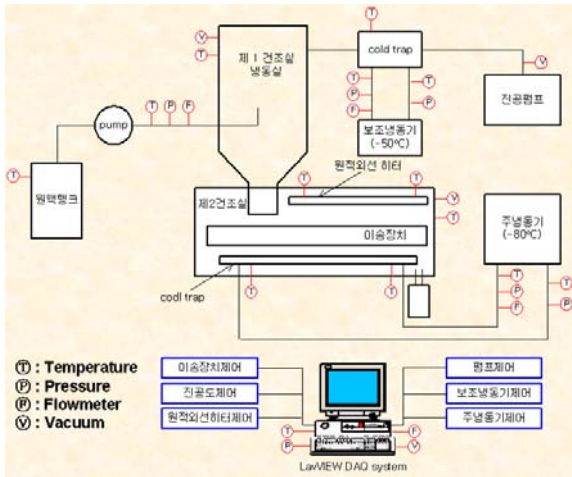 T
V
T
제 1 건조실
냉동실
cold trap
V
진공펌프
T
P
F
T
P
보조냉동기
(-50℃)
pump
T P F
T
원액탱크
원적외선 히터
T
T
제2건조실
V
T
이송장치
주냉동기
(-80℃)
T
P
F
T
P
codl trap
T
T
Ⓣ : Temperature
Ⓟ : Pressure
Ⓕ : Flowmeter
Ⓥ : Vacuum
이송장치제어
진공도제어
원적외선히터제어
펌프제어
보조냉동기제어
주냉동기제어
T
P
F
V
LavVIEW DAQ system